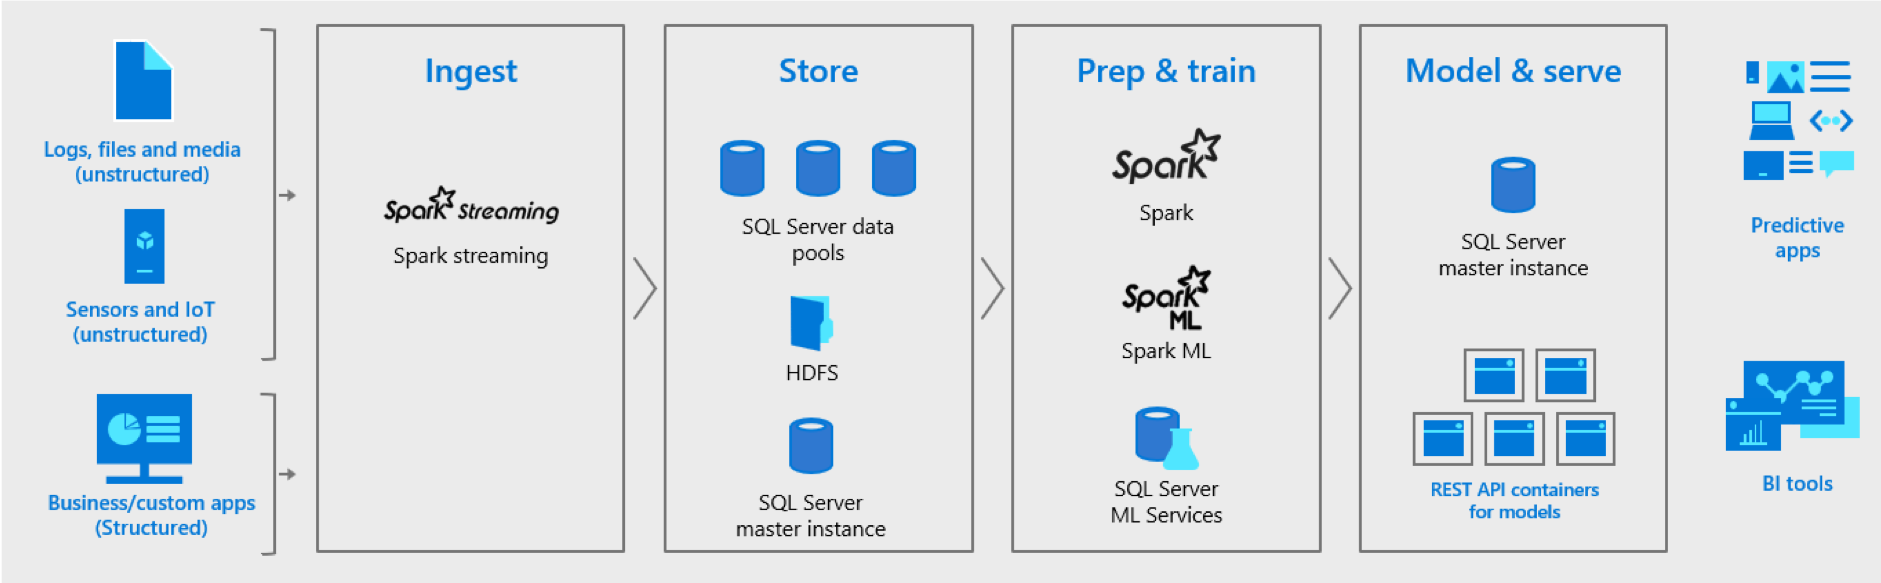 Logs, files and media
(unstructured)
Sensors and IoT
(unstructured)
Business/custom apps
(Structured)
Ingest
Spark Streaming
Spark streaming
Store
SQL Server data
pools
HDFS
SQL Server
master instance
Prep & train
Spark
Spark
Spark
ML
Spark ML
SQL Server
ML Services
Model & serve
SQL Server
master instance
REST API containers
for models
Predictive
apps
BI tools